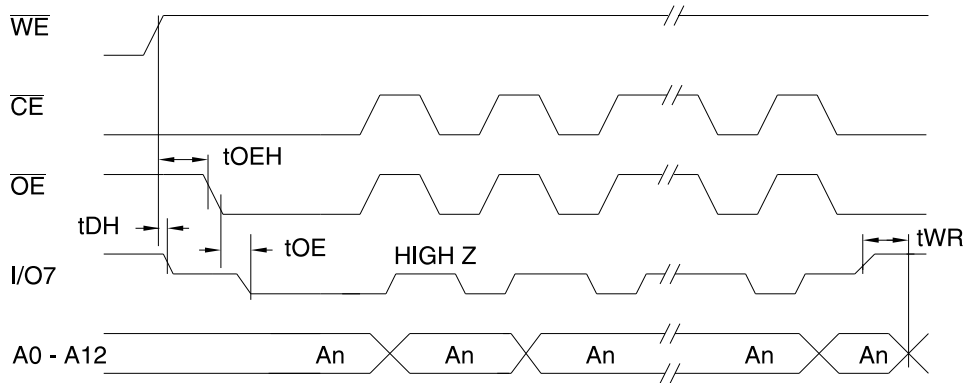 WE
CE
tOEH
OE
tDH
tOE
HIGH Z
tWR
I/O7
A0 - A12 An An An An An